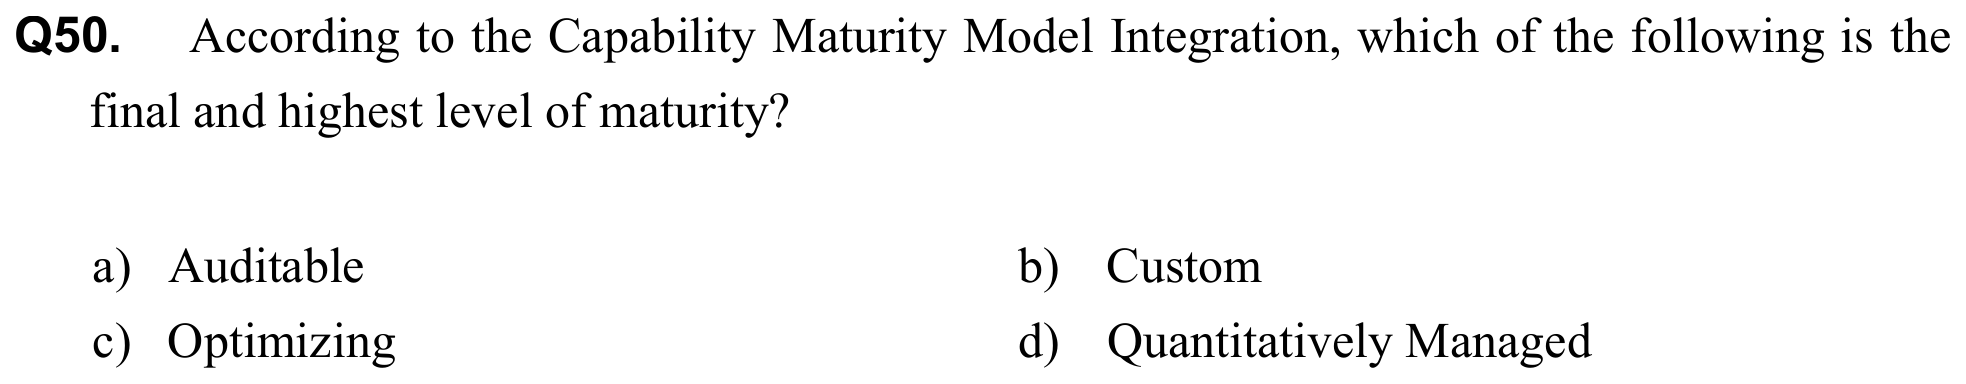 Q50. According to the Capability Maturity Model Integration, which of the following is the
final and highest level of maturity?
a) Auditable b) Custom
c) Optimizing d) Quantitatively Managed